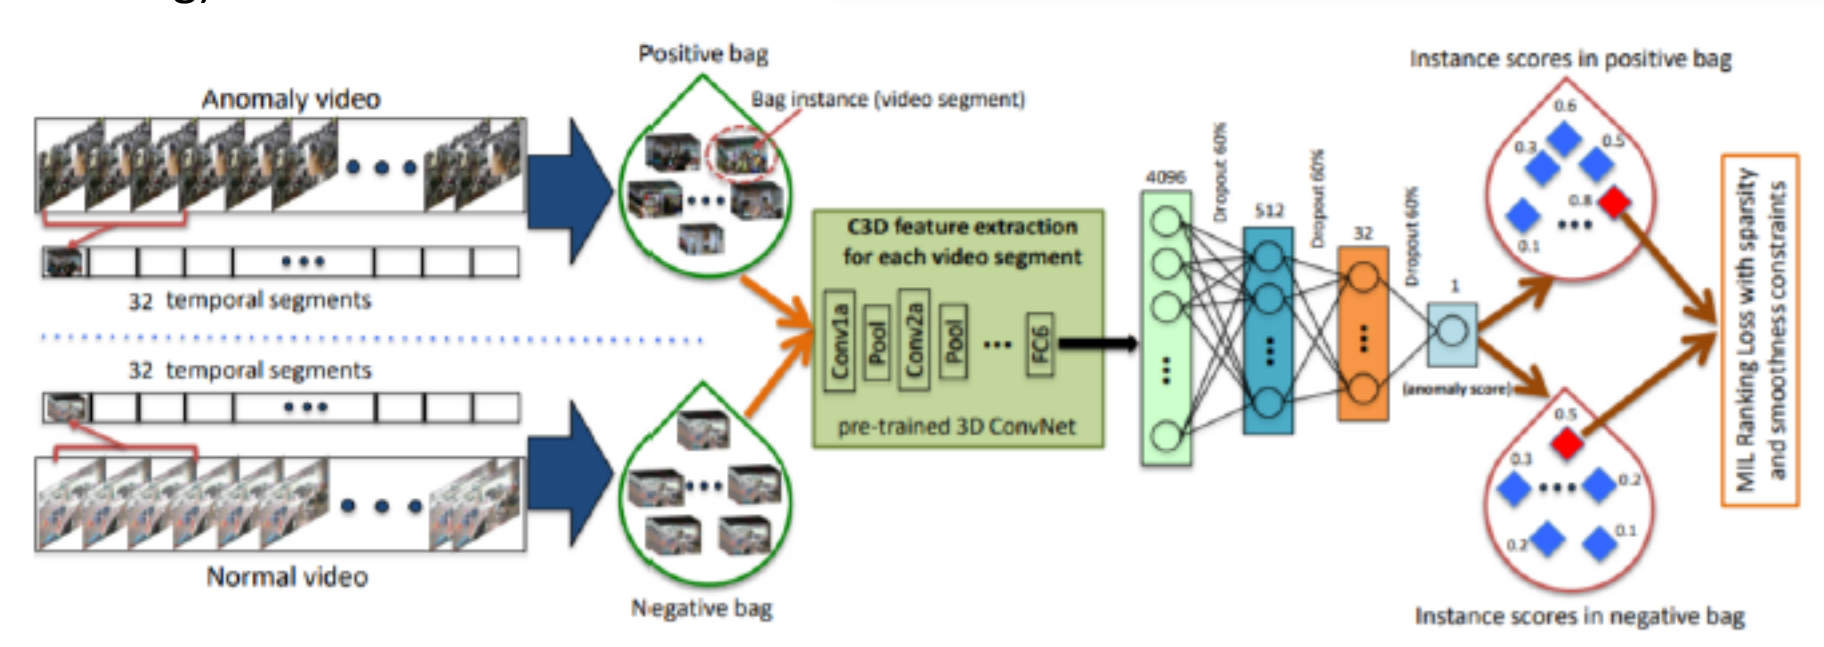 Anomaly video
32 temporal segments
32 temporal segments
Normal video
Positive bag
Bag instance (video segment)
Negative bag
C3D feature extraction
for each video segment
Conv1a
Pool
Conv2a
Pool
...
FC6
pre-trained 3D ConvNet
4096
Dropout 60%
512
Dropout 60%
32
Dropout 60%
1
(anomaly score)
Instance scores in positive bag
0.6
0.3
0.5
0.8
0.1
0.5
0.3
0.2
0.2
0.1
Instance scores in negative bag
MIL Ranking Loss with sparsity
and smoothness constraints